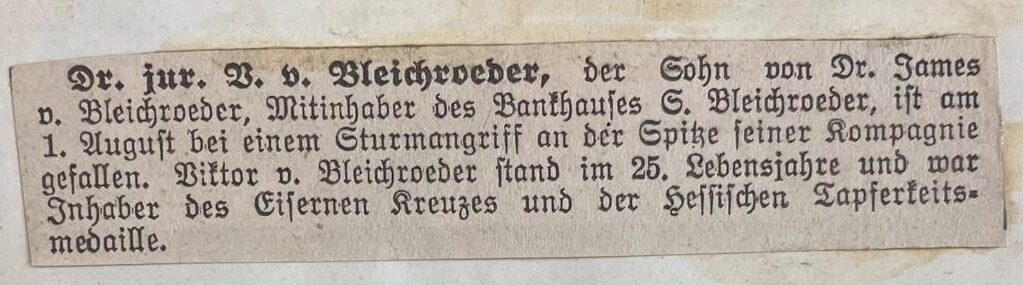 Dr. jur. V. v. Bleichroeder, der Sohn von Dr. James
v. Bleichroeder, Mitinhaber des Bankhauses S. Bleichroeder, ist am
1. August bei einem Sturmangriff an der Spitze seiner Kompagnie
gefallen. Viktor v. Bleichroeder stand im 25. Lebensjahre und war
Inhaber des Eisernen Kreuzes und der Hessischen Tapferkeits-
medaille.